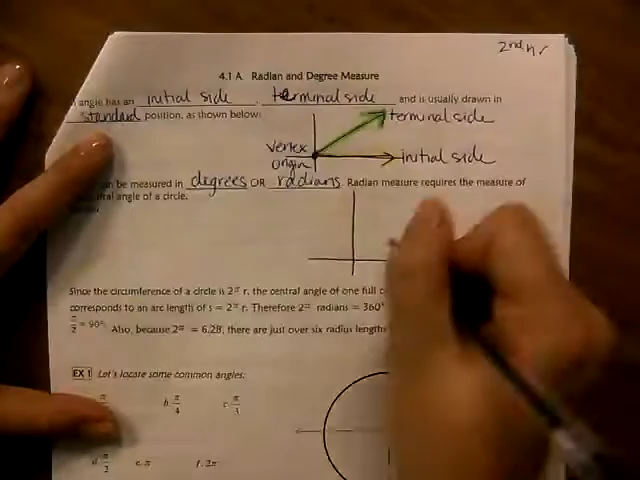 2nd hr
4.1 A Radian and Degree Measure
angle has an initial side, terminal side and is usually drawn in
standard position, as shown below:
terminal side
vertex
origin
initial side
can be measured in degrees OR radians. Radian measure requires the measure of
angle of a circle.
Since the circumference of a circle is 2π r, the central angle of one full
corresponds to an arc length of s = 2π r. Therefore 2π radians = 360°
π/2 = 90°. Also, because 2π ≈ 6.28, there are just over six radius lengths
EX 1 Let's locate some common angles:
b. π/4 c. π/3
d. π/2 e. π f. 2π